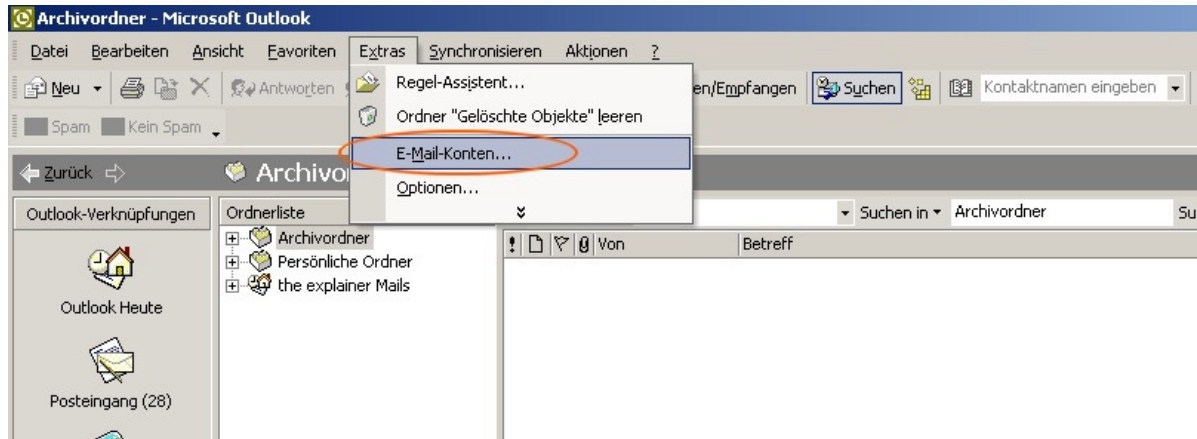 Archivordner - Microsoft Outlook
Datei Bearbeiten Ansicht Favoriten Extras Synchronisieren Aktionen ?
Neu Antworten en/Empfangen Suchen Kontaktnamen eingeben
Regel-Assistent...
Ordner "Gelöschte Objekte" leeren
Spam Kein Spam
E-Mail-Konten...
Zurück Archivo
Optionen...
Outlook-Verknüpfungen Ordnerliste Suchen in Archivordner Su
Archivordner
! Von Betreff
Persönliche Ordner
the explainer Mails
Outlook Heute
Posteingang (28)